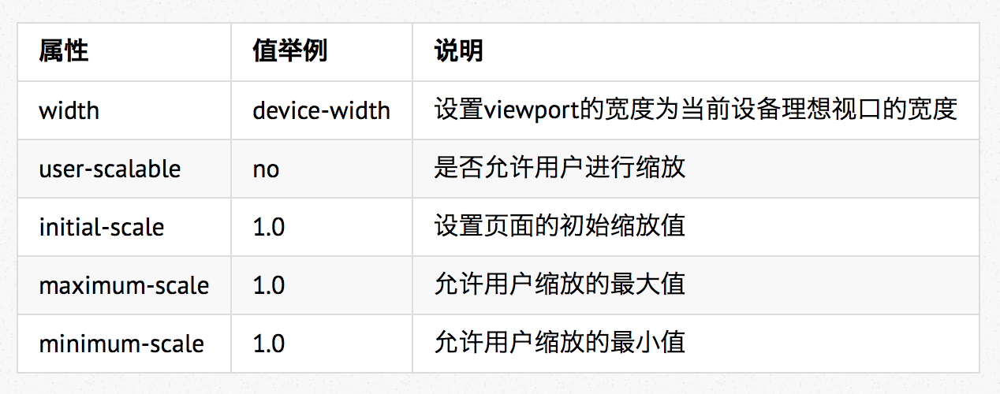 属性 值举例 说明
width device-width 设置viewport的宽度为当前设备理想视口的宽度
user-scalable no 是否允许用户进行缩放
initial-scale 1.0 设置页面的初始缩放值
maximum-scale 1.0 允许用户缩放的最大值
minimum-scale 1.0 允许用户缩放的最小值